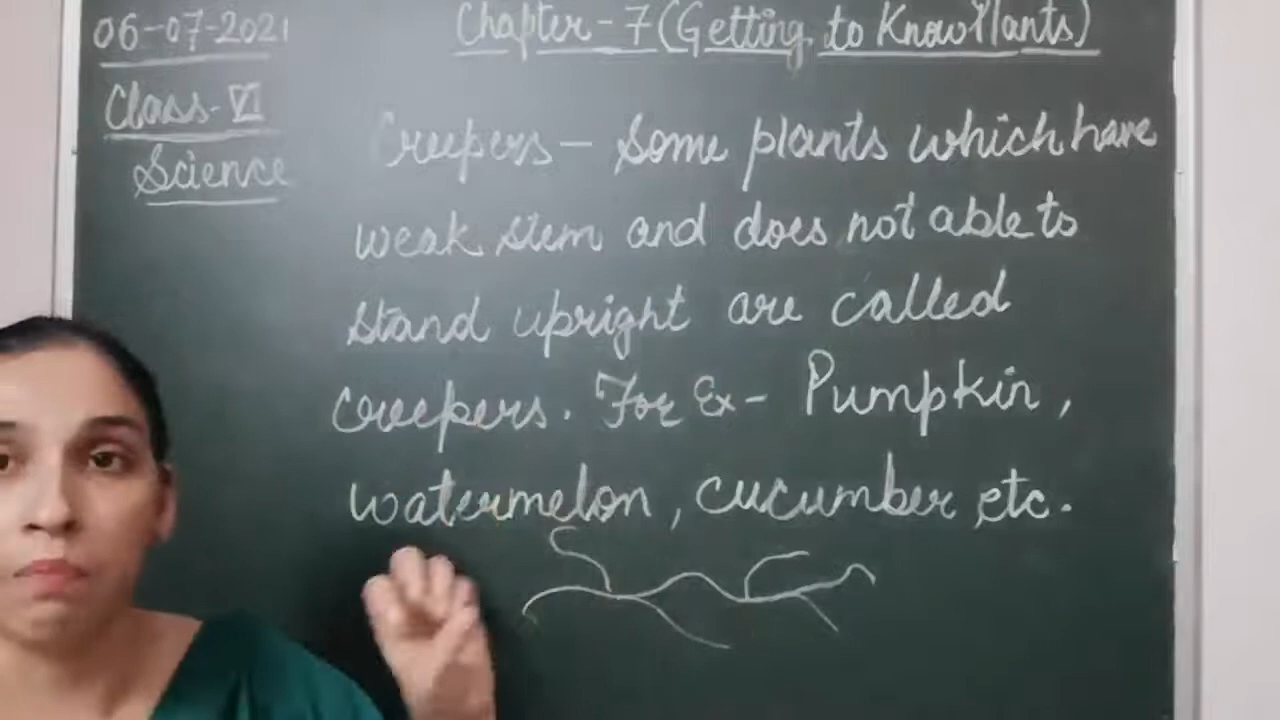 06-07-2021
Class-VI
Science
Chapter-7(Getting to Know Plants)
Creepers- Some plants which have
weak stem and does not able to
stand upright are called
creepers. For Ex- Pumpkin,
watermelon, cucumber, etc.